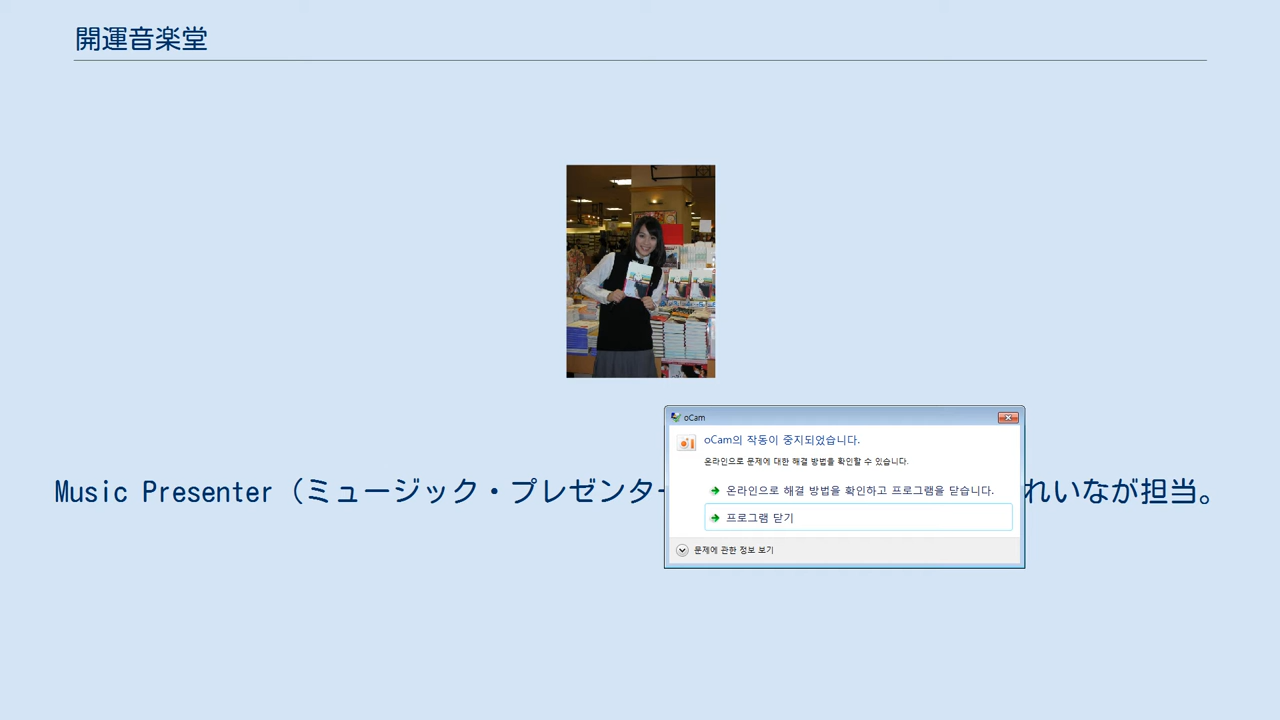 開運音楽堂
oCam
oCam의 작동이 중지되었습니다.
온라인으로 문제에 대한 해결 방법을 확인할 수 있습니다.
Music Presenter (ミュージック・プレゼンター
온라인으로 해결 방법을 확인하고 프로그램을 닫습니다.
れいなが担当。
프로그램 닫기
문제에 관한 정보 보기